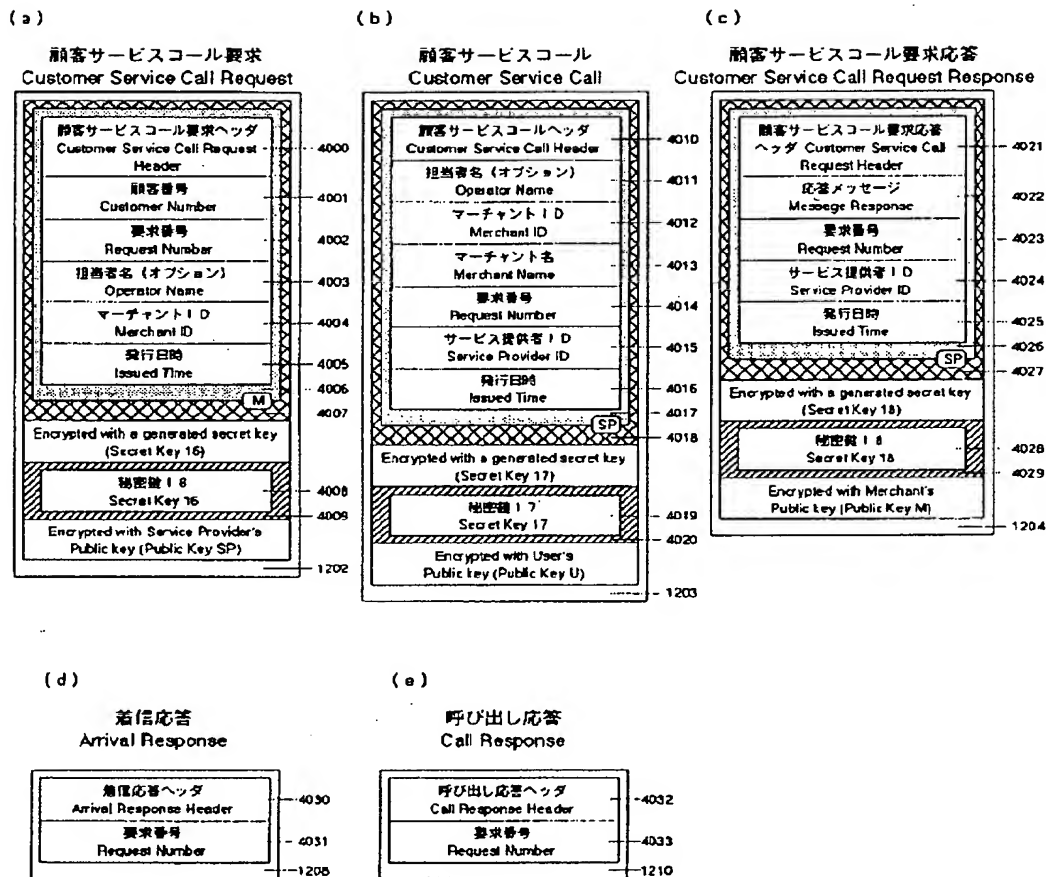 (a)
顧客サービスコール要求
Customer Service Call Request
顧客サービスコール要求ヘッダ
Customer Service Call Request
Header
4000
顧客番号
Customer Number
4001
要求番号
Request Number
4002
担当者名(オプション)
Operator Name
4003
マーチャントID
Merchant ID
4004
発行日時
Issued Time
4005
4006
M
4007
Encrypted with a generated secret key
(Secret Key 16)
秘密鍵18
Secret Key 16
4008
4009
Encrypted with Service Provider's
Public key (Public Key SP)
1202
(b)
顧客サービスコール
Customer Service Call
顧客サービスコールヘッダ
Customer Service Call Header
4010
担当者名(オプション)
Operator Name
4011
マーチャントID
Merchant ID
4012
マーチャント名
Merchant Name
4013
要求番号
Request Number
4014
サービス提供者ID
Service Provider ID
4015
発行日時
Issued Time
4016
4017
SP
4018
Encrypted with a generated secret key
(Secret Key 17)
秘密鍵17
Secret Key 17
4019
4020
Encrypted with User's
Public key (Public Key U)
1203
(c)
顧客サービスコール要求応答
Customer Service Call Request Response
顧客サービスコール要求応答
ヘッダ Customer Service Call
Request Header
4021
応答メッセージ
Message Response
4022
要求番号
Request Number
4023
サービス提供者ID
Service Provider ID
4024
発行日時
Issued Time
4025
4026
SP
4027
Encrypted with a generated secret key
(Secret Key 18)
秘密鍵18
Secret Key 18
4028
4029
Encrypted with Merchant's
Public key (Public Key M)
1204
(d)
着信応答
Arrival Response
着信応答ヘッダ
Arrival Response Header
4030
要求番号
Request Number
4031
1208
(e)
呼び出し応答
Call Response
呼び出し応答ヘッダ
Call Response Header
4032
要求番号
Request Number
4033
1210